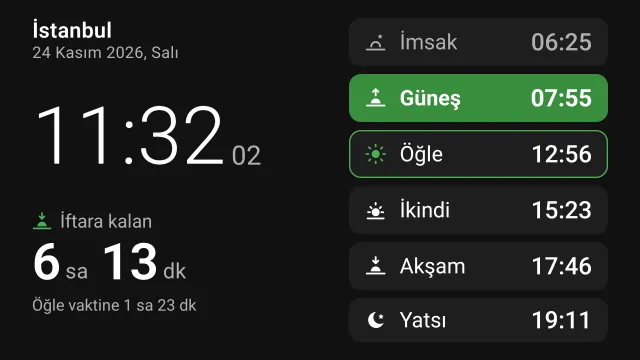 İstanbul
24 Kasım 2026, Salı
11:32 02
İftara kalan
6 sa 13 dk
Öğle vaktine 1 sa 23 dk
İmsak 06:25
Güneş 07:55
Öğle 12:56
İkindi 15:23
Akşam 17:46
Yatsı 19:11